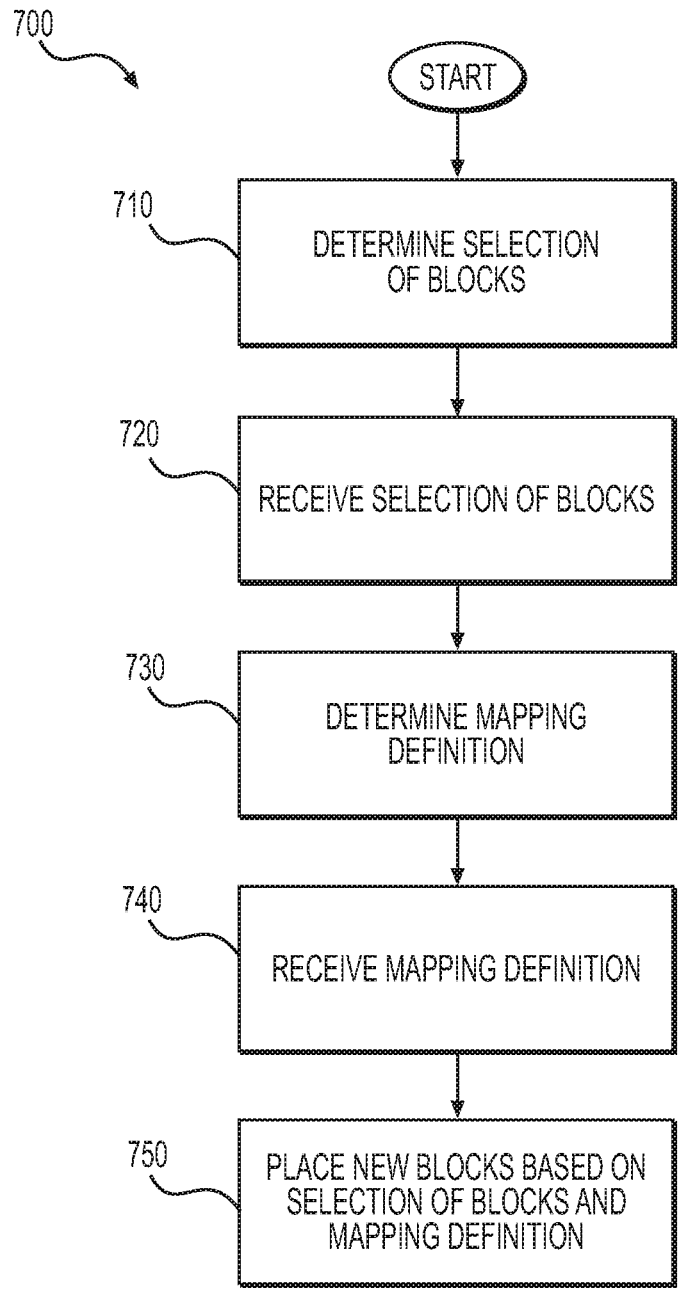 700
START
710
DETERMINE SELECTION
OF BLOCKS
720
RECEIVE SELECTION OF BLOCKS
730
DETERMINE MAPPING
DEFINITION
740
RECEIVE MAPPING DEFINITION
750
PLACE NEW BLOCKS BASED ON
SELECTION OF BLOCKS AND
MAPPING DEFINITION